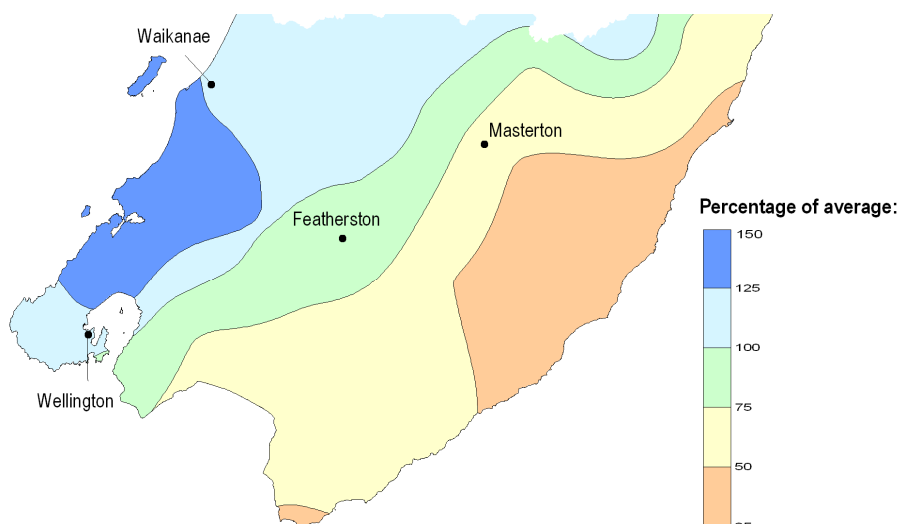 Waikanae
Masterton
Featherston
Wellington
Percentage of average:
150
125
100
75
50